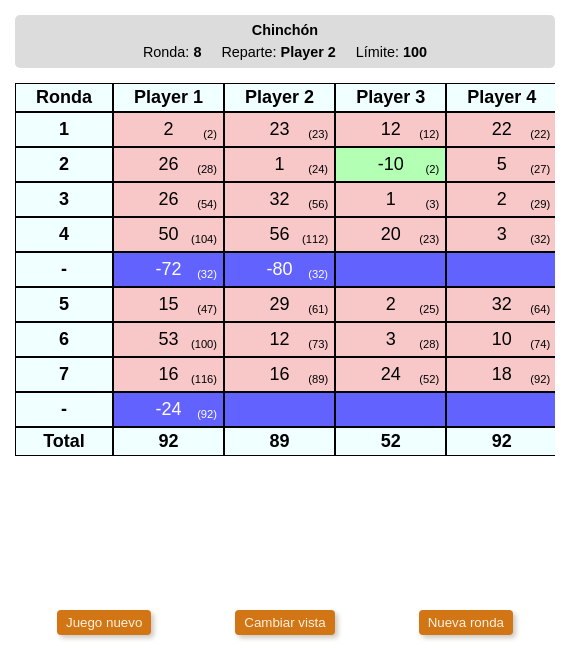 Chinchón
Ronda: 8 Reparte: Player 2 Límite: 100
Ronda Player 1 Player 2 Player 3 Player 4
1 2 (2) 23 (23) 12 (12) 22 (22)
2 26 (28) 1 (24) -10 (2) 5 (27)
3 26 (54) 32 (56) 1 (3) 2 (29)
4 50 (104) 56 (112) 20 (23) 3 (32)
- -72 (32) -80 (32)
5 15 (47) 29 (61) 2 (25) 32 (64)
6 53 (100) 12 (73) 3 (28) 10 (74)
7 16 (116) 16 (89) 24 (52) 18 (92)
- -24 (92)
Total 92 89 52 92
Juego nuevo Cambiar vista Nueva ronda